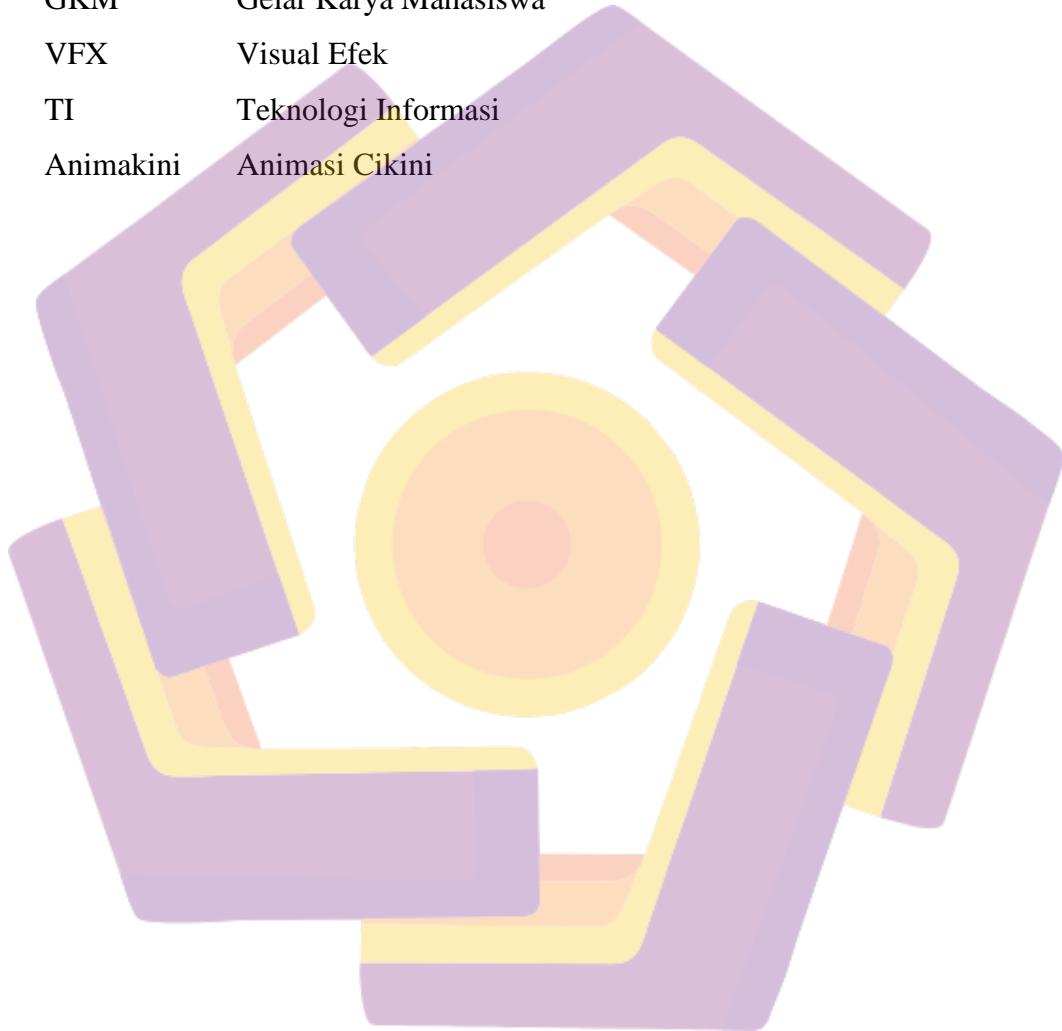 GKM Gelar Karya Mahasiswa
VFX Visual Efek
TI Teknologi Informasi
Animakini Animasi Cikini